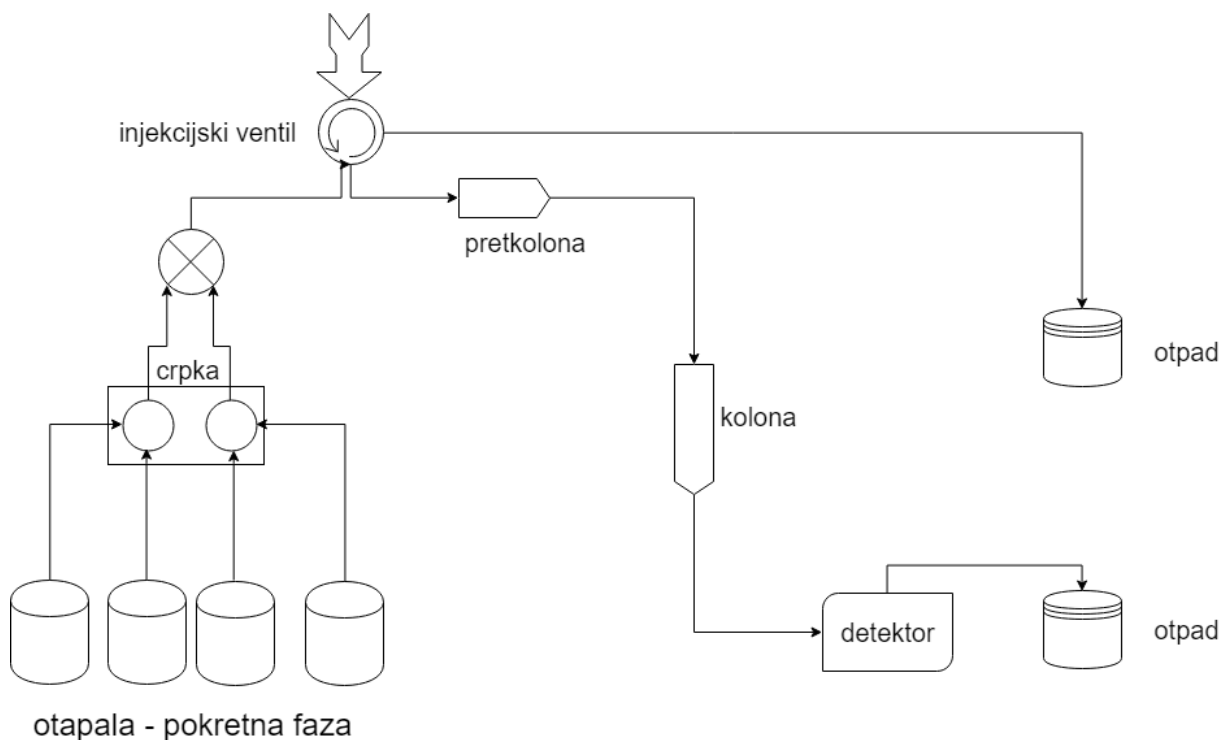 injekcijski ventil
pretkolona
crpka
otpad
kolona
detektor
otpad
otapala - pokretna faza